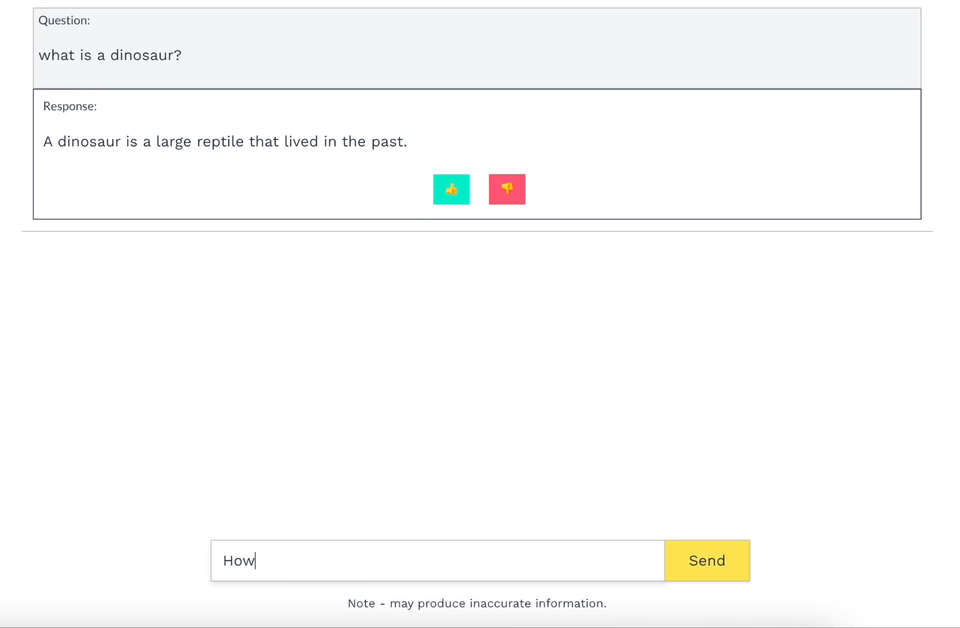 Question:
what is a dinosaur?
Response:
A dinosaur is a large reptile that lived in the past.
How
Send
Note - may produce inaccurate information.